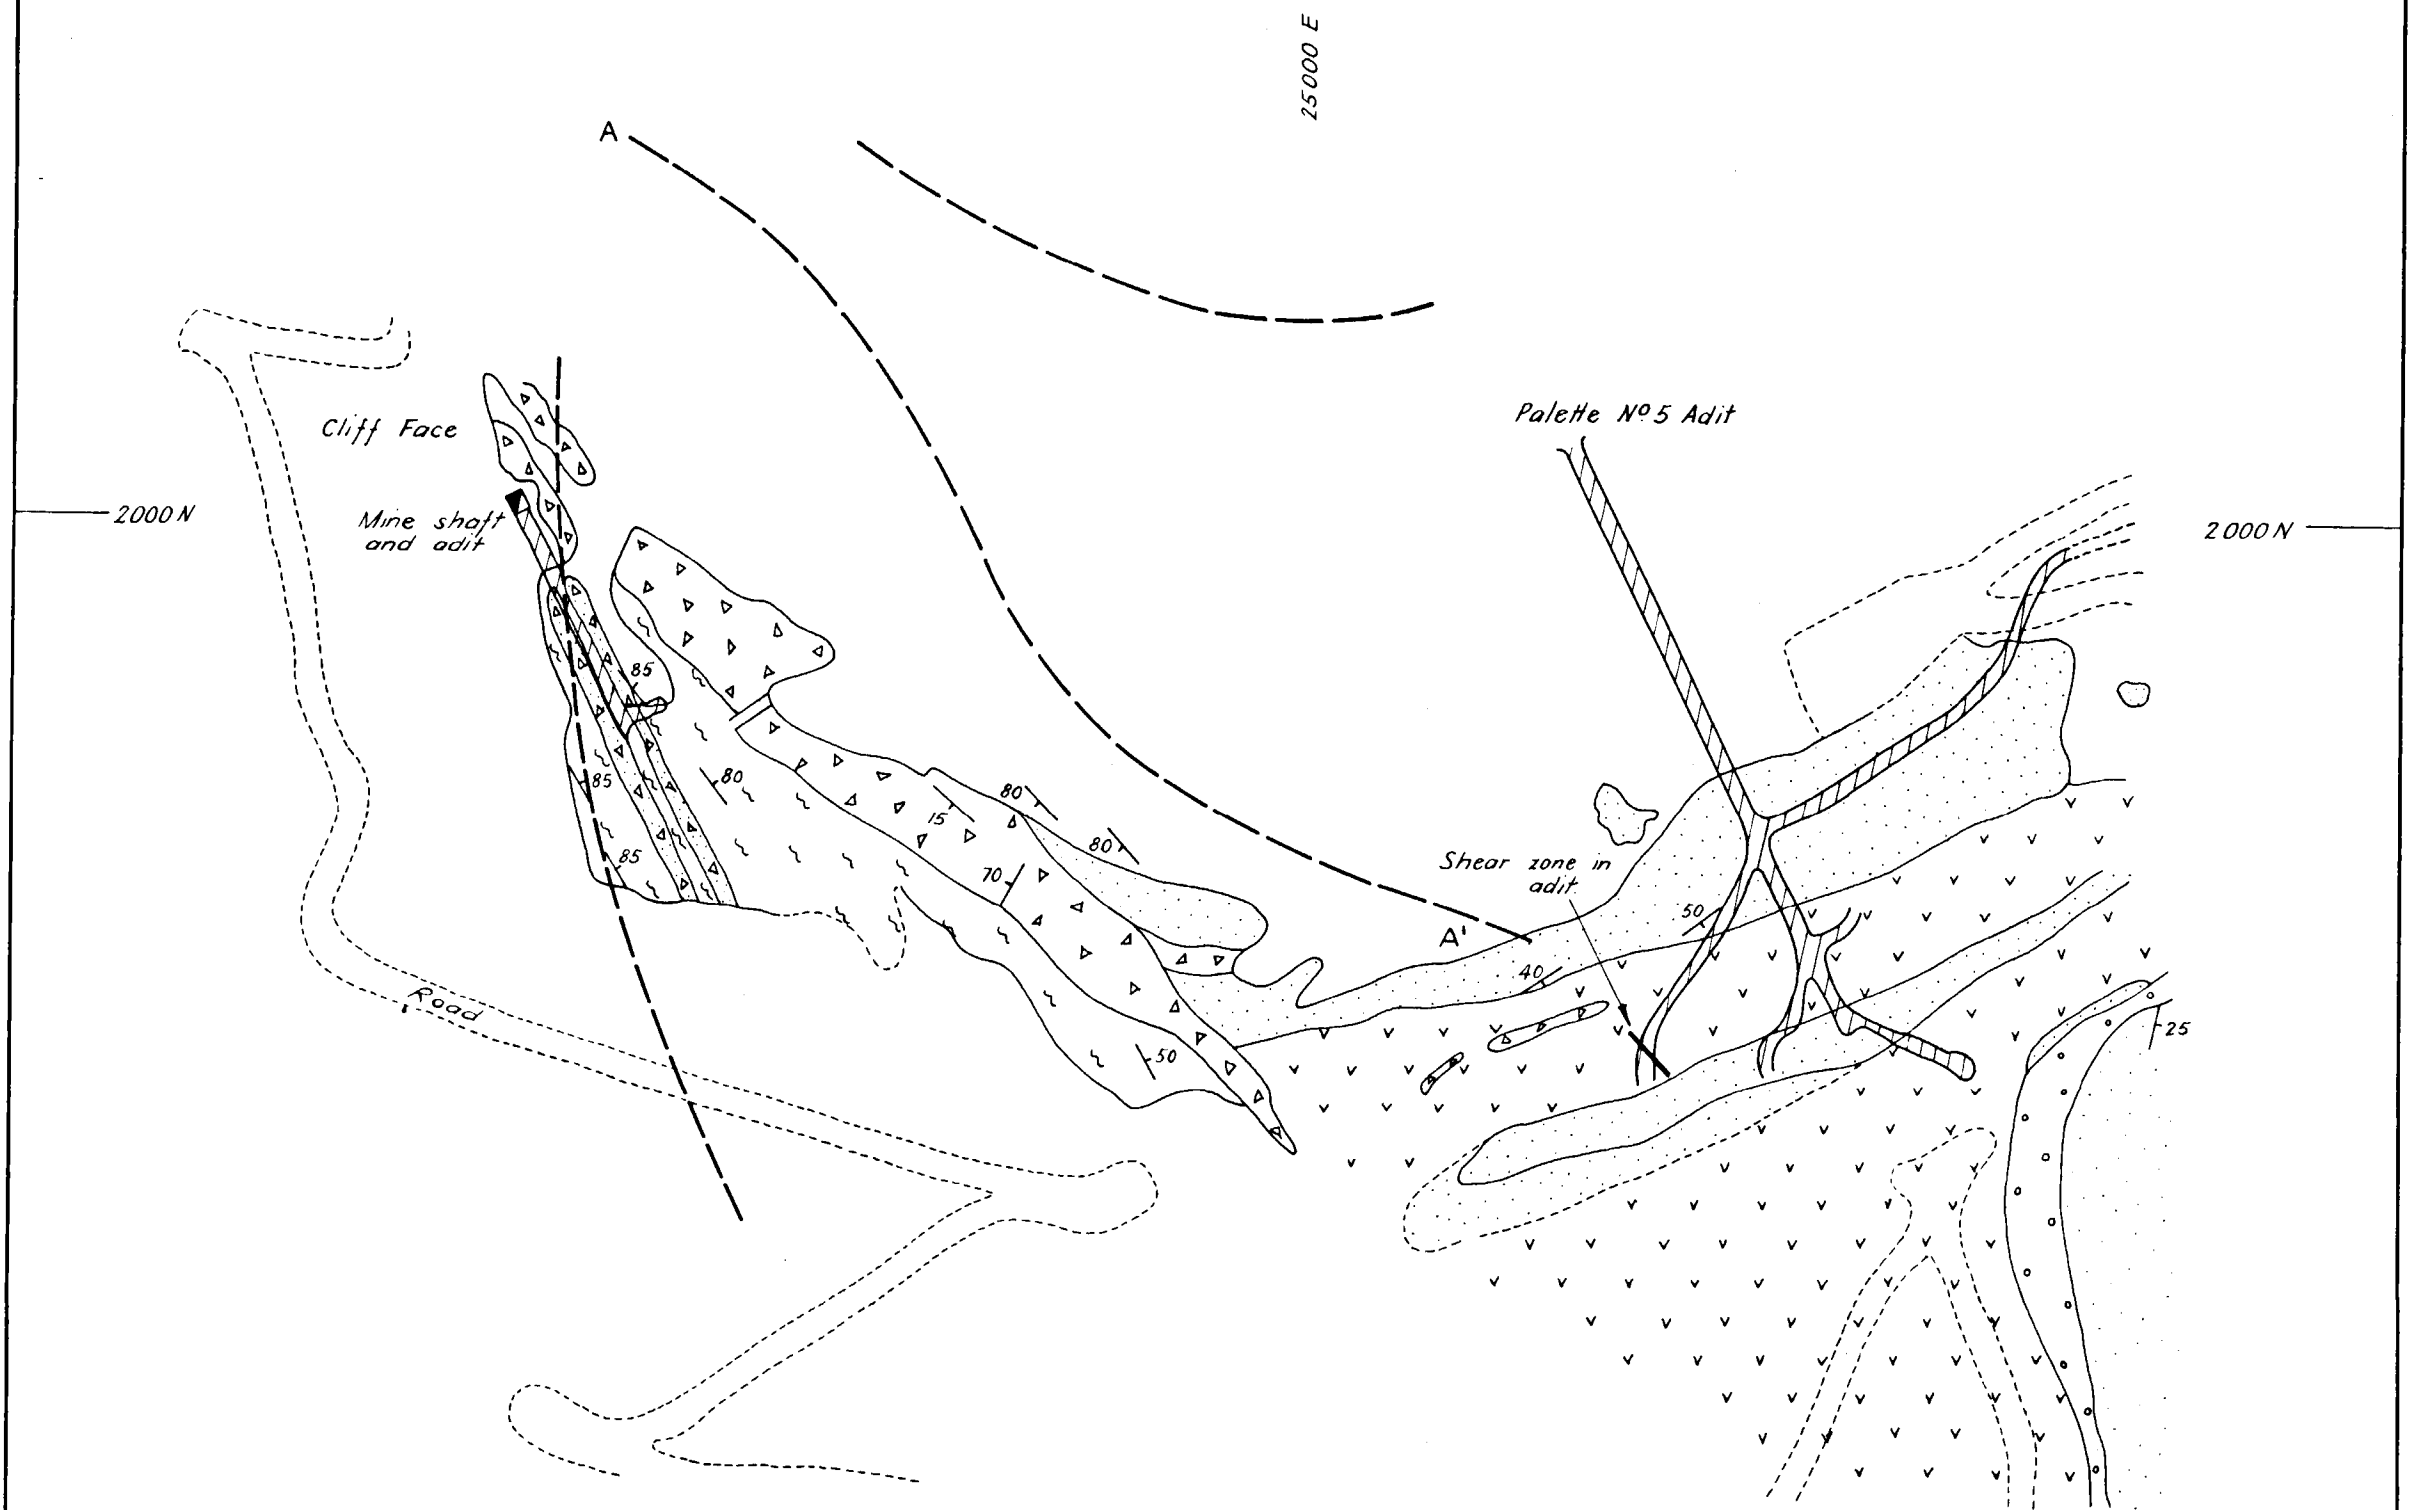 25000 E
A
Palette Nº 5 Adit
Cliff Face
2000 N
Mine shaft
and adit
2000 N
85
85
80
80
15
80
85
70
Shear zone in
adit
50
A'
40
Road
50
25